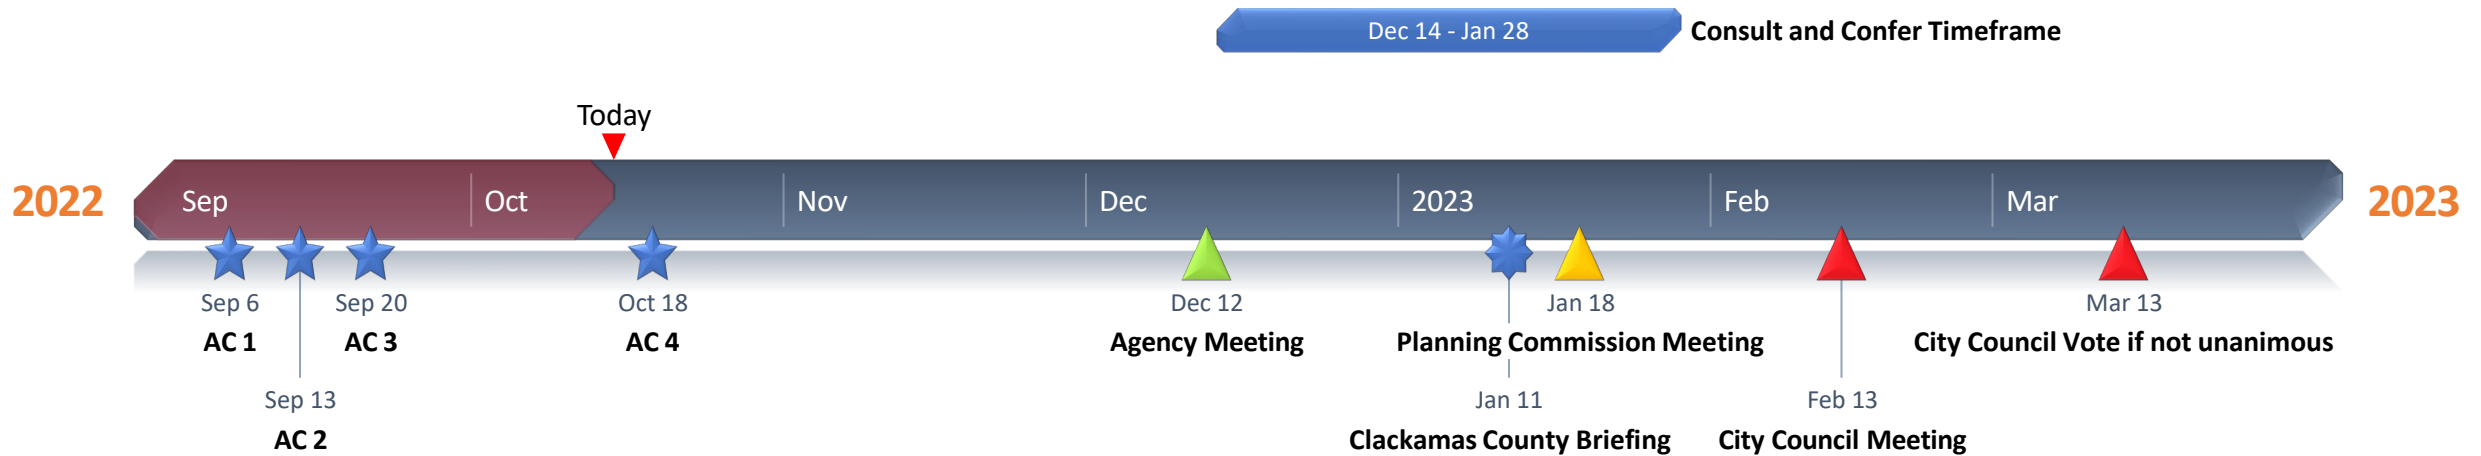 Dec 14 - Jan 28
Consult and Confer Timeframe
Today
2022
Sep
Oct
Nov
Dec
2023
Feb
Mar
2023
Sep 6
AC 1
Sep 13
AC 2
Sep 20
AC 3
Oct 18
AC 4
Dec 12
Agency Meeting
Jan 11
Clackamas County Briefing
Jan 18
Planning Commission Meeting
Feb 13
City Council Meeting
Mar 13
City Council Vote if not unanimous